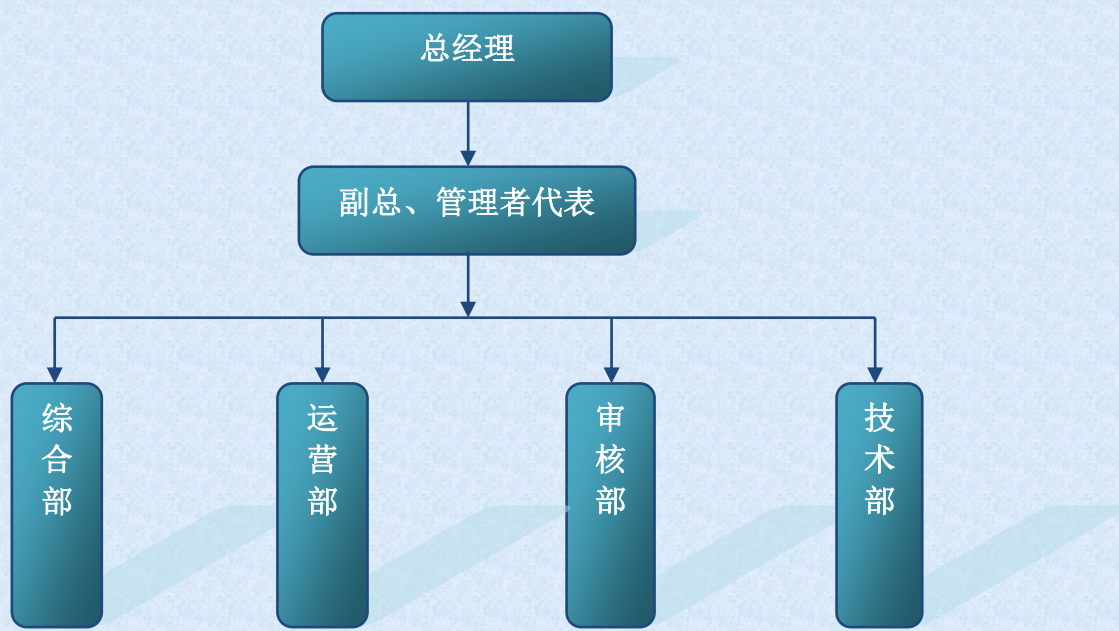 总经理
副总、管理者代表
综合部
运营部
审核部
技术部